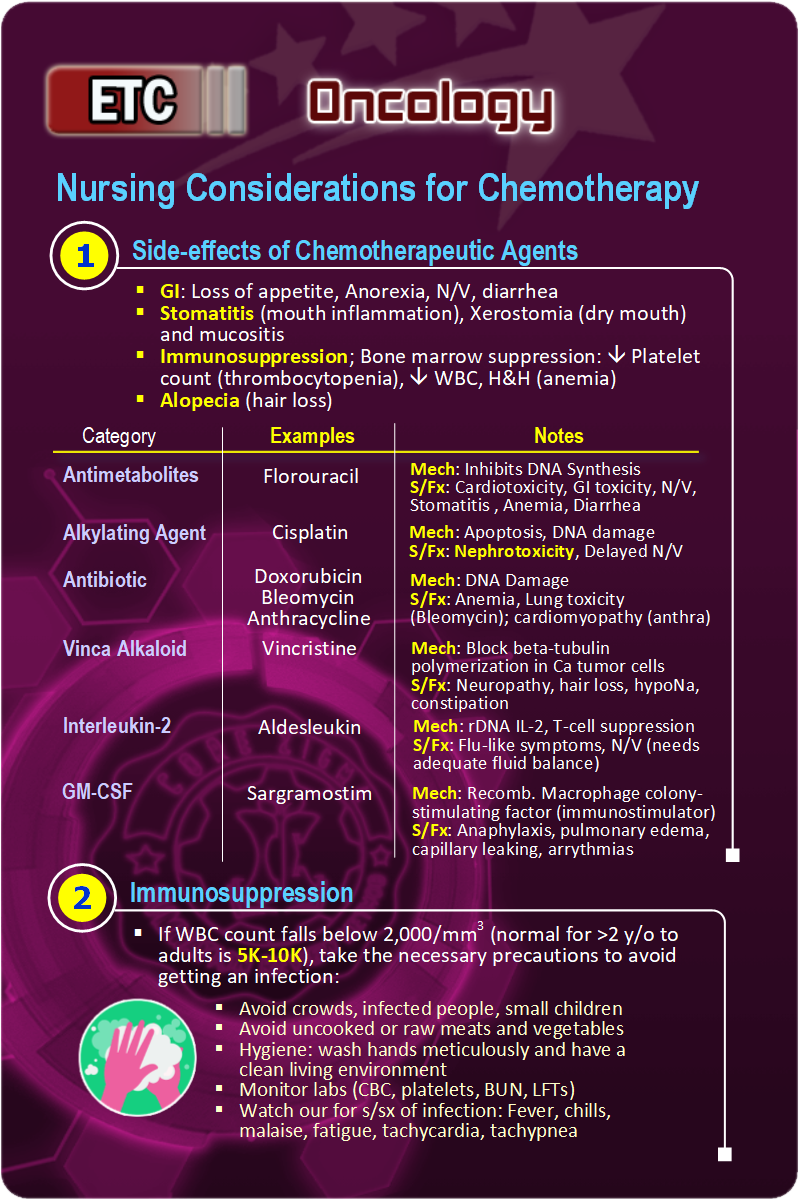 ETC
Oncology
Nursing Considerations for Chemotherapy
1
Side-effects of Chemotherapeutic Agents
▪ GI: Loss of appetite, Anorexia, N/V, diarrhea
▪ Stomatitis (mouth inflammation), Xerostomia (dry mouth)
and mucositis
▪ Immunosuppression; Bone marrow suppression: ↓ Platelet
count (thrombocytopenia), ↓ WBC, H&H (anemia)
▪ Alopecia (hair loss)
Category Examples Notes
Antimetabolites
Florouracil
Mech: Inhibits DNA Synthesis
S/Fx: Cardiotoxicity, GI toxicity, N/V,
Stomatitis , Anemia, Diarrhea
Alkylating Agent
Cisplatin
Mech: Apoptosis, DNA damage
S/Fx: Nephrotoxicity, Delayed N/V
Antibiotic
Doxorubicin
Bleomycin
Anthracycline
Mech: DNA Damage
S/Fx: Anemia, Lung toxicity
(Bleomycin); cardiomyopathy (anthra)
Vinca Alkaloid
Vincristine
Mech: Block beta-tubulin
polymerization in Ca tumor cells
S/Fx: Neuropathy, hair loss, hypoNa,
constipation
Interleukin-2
Aldesleukin
Mech: rDNA IL-2, T-cell suppression
S/Fx: Flu-like symptoms, N/V (needs
adequate fluid balance)
GM-CSF
Sargramostim
Mech: Recomb. Macrophage colony-
stimulating factor (immunostimulator)
S/Fx: Anaphylaxis, pulmonary edema,
capillary leaking, arrythmias
2
Immunosuppression
▪ If WBC count falls below 2,000/mm³ (normal for >2 y/o to
adults is 5K-10K), take the necessary precautions to avoid
getting an infection:
▪ Avoid crowds, infected people, small children
▪ Avoid uncooked or raw meats and vegetables
▪ Hygiene: wash hands meticulously and have a
clean living environment
▪ Monitor labs (CBC, platelets, BUN, LFTs)
▪ Watch our for s/sx of infection: Fever, chills,
malaise, fatigue, tachycardia, tachypnea